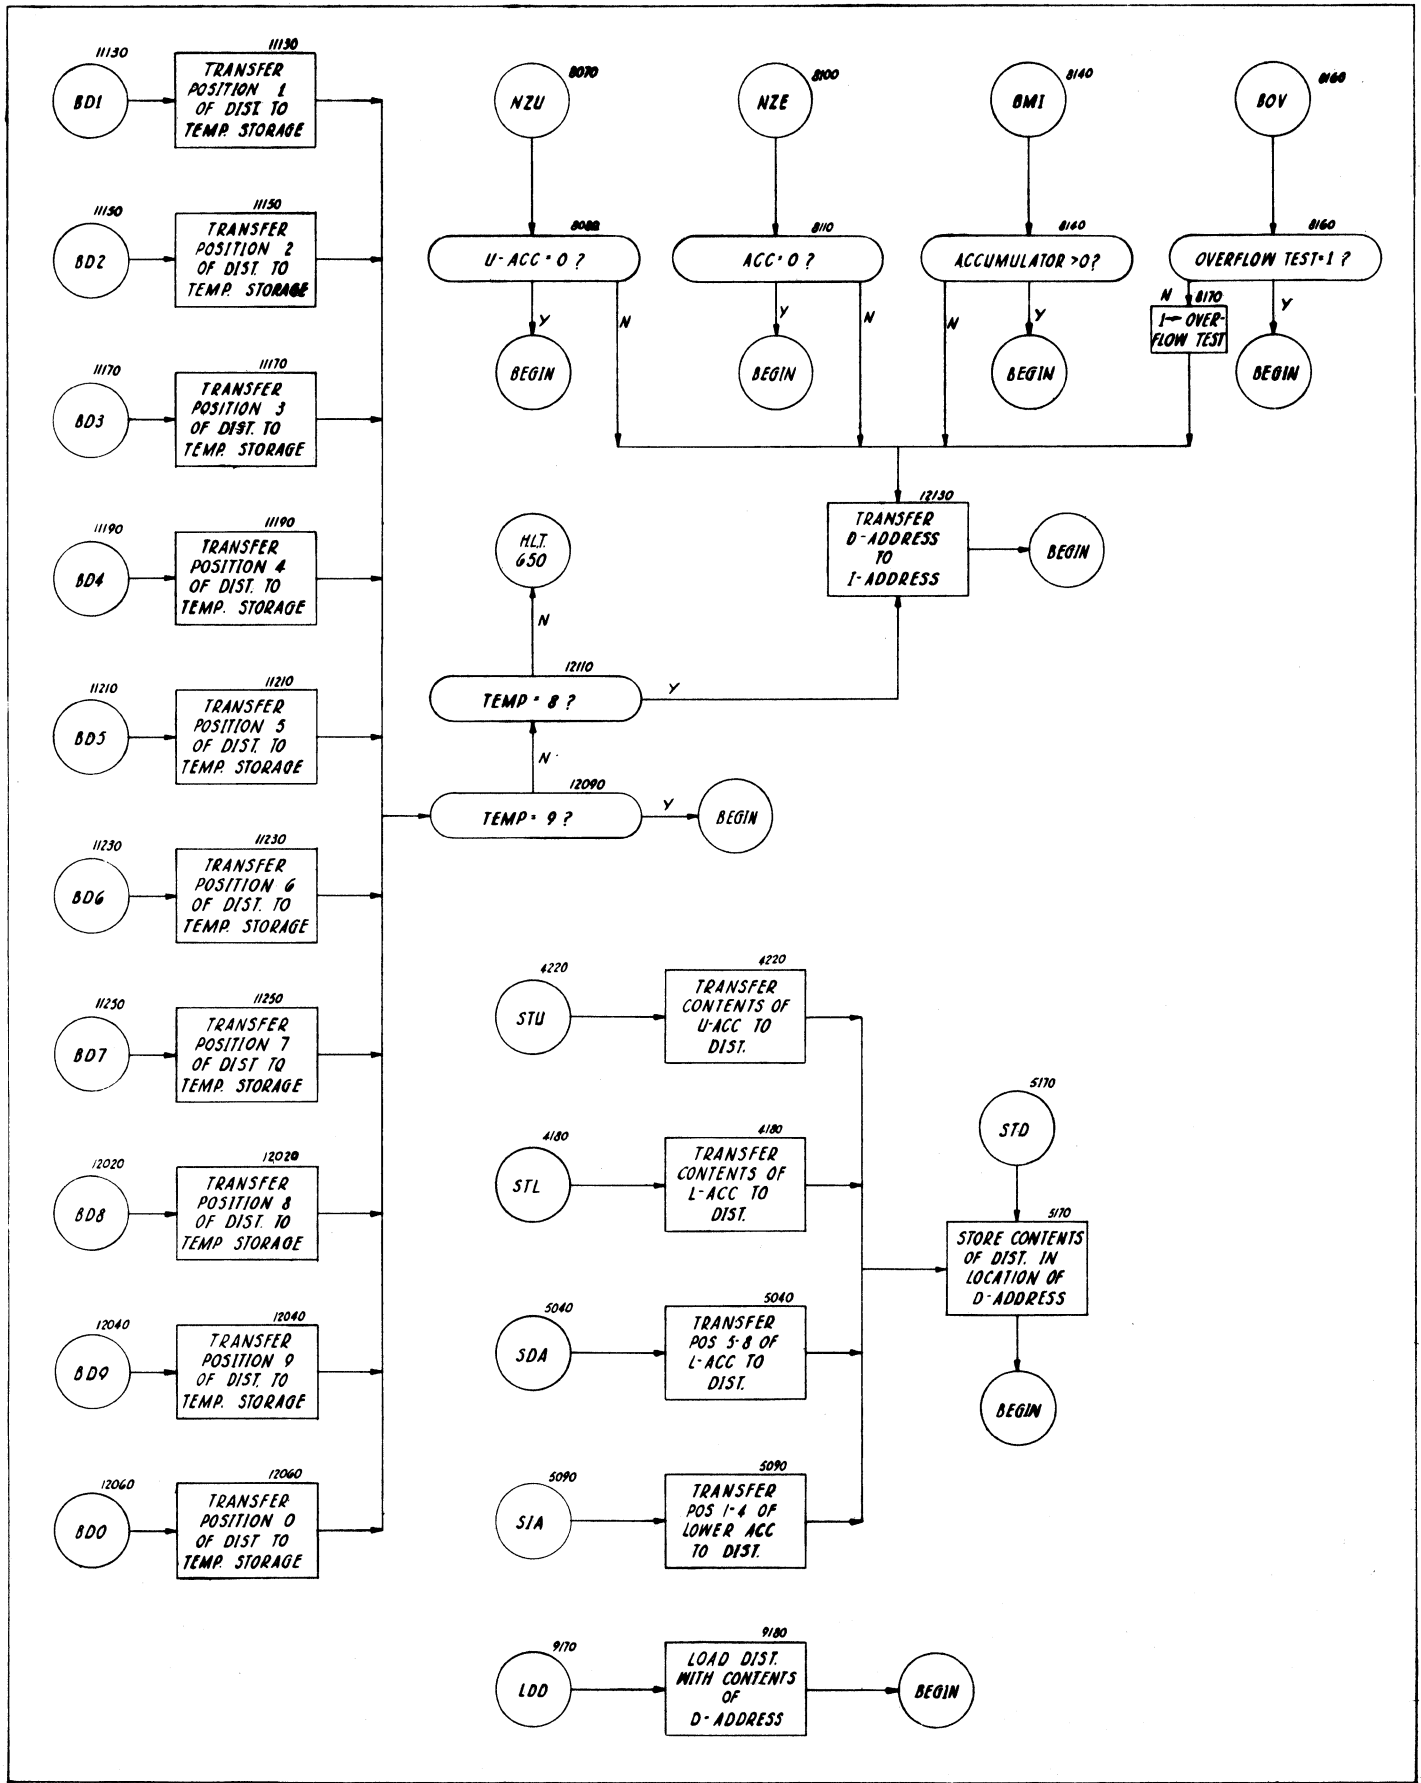 11130
BD1
11130
TRANSFER
POSITION 1
OF DIST. TO
TEMP. STORAGE
11150
BD2
11150
TRANSFER
POSITION 2
OF DIST. TO
TEMP. STORAGE
11170
BD3
11170
TRANSFER
POSITION 3
OF DIST. TO
TEMP. STORAGE
11190
BD4
11190
TRANSFER
POSITION 4
OF DIST. TO
TEMP. STORAGE
11210
BD5
11210
TRANSFER
POSITION 5
OF DIST. TO
TEMP. STORAGE
11230
BD6
11230
TRANSFER
POSITION 6
OF DIST. TO
TEMP. STORAGE
11250
BD7
11250
TRANSFER
POSITION 7
OF DIST TO
TEMP. STORAGE
12020
BD8
12020
TRANSFER
POSITION 8
OF DIST. TO
TEMP STORAGE
12040
BD9
12040
TRANSFER
POSITION 9
OF DIST. TO
TEMP. STORAGE
12060
BD0
12060
TRANSFER
POSITION 0
OF DIST TO
TEMP. STORAGE
8070
NZU
8080
U-ACC = 0 ?
Y
N
BEGIN
8100
NZE
8110
ACC = 0 ?
Y
N
BEGIN
8140
BMI
8140
ACCUMULATOR >0?
N
Y
BEGIN
8160
BOV
8160
OVERFLOW TEST=1 ?
N
8170
1→ OVER-
FLOW TEST
Y
BEGIN
12130
TRANSFER
D-ADDRESS
TO
I-ADDRESS
BEGIN
HLT.
650
N
12110
TEMP = 8 ?
Y
N
12090
TEMP = 9 ?
Y
BEGIN
4220
STU
4220
TRANSFER
CONTENTS OF
U-ACC TO
DIST.
4180
STL
4180
TRANSFER
CONTENTS OF
L-ACC TO
DIST.
5040
SDA
5040
TRANSFER
POS 5-8 OF
L-ACC TO
DIST.
5090
SIA
5090
TRANSFER
POS 1-4 OF
LOWER ACC
TO DIST.
5170
STD
5170
STORE CONTENTS
OF DIST. IN
LOCATION OF
D-ADDRESS
BEGIN
9170
LDD
9180
LOAD DIST.
WITH CONTENTS
OF
D-ADDRESS
BEGIN